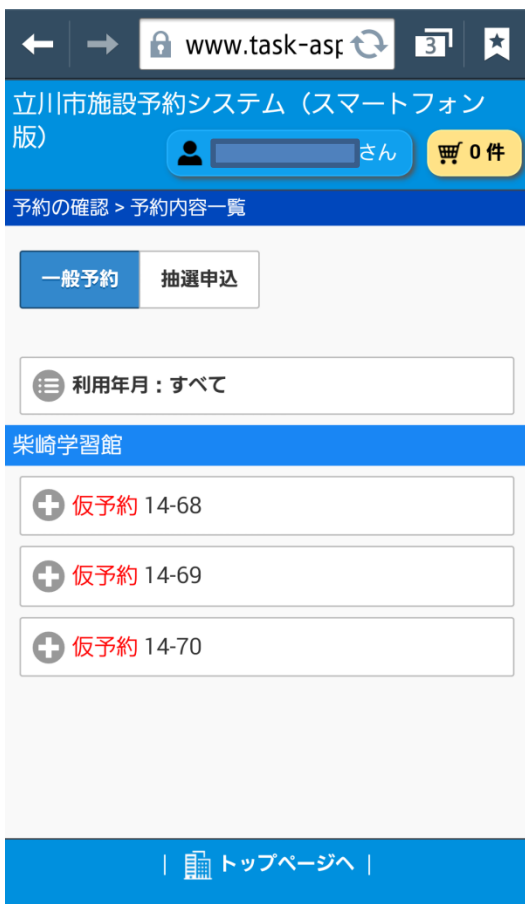 www.task-asp
3
立川市施設予約システム（スマートフォン
版）
さん
0 件
予約の確認 > 予約内容一覧
一般予約
抽選申込
利用年月：すべて
柴崎学習館
仮予約 14-68
仮予約 14-69
仮予約 14-70
| トップページへ |